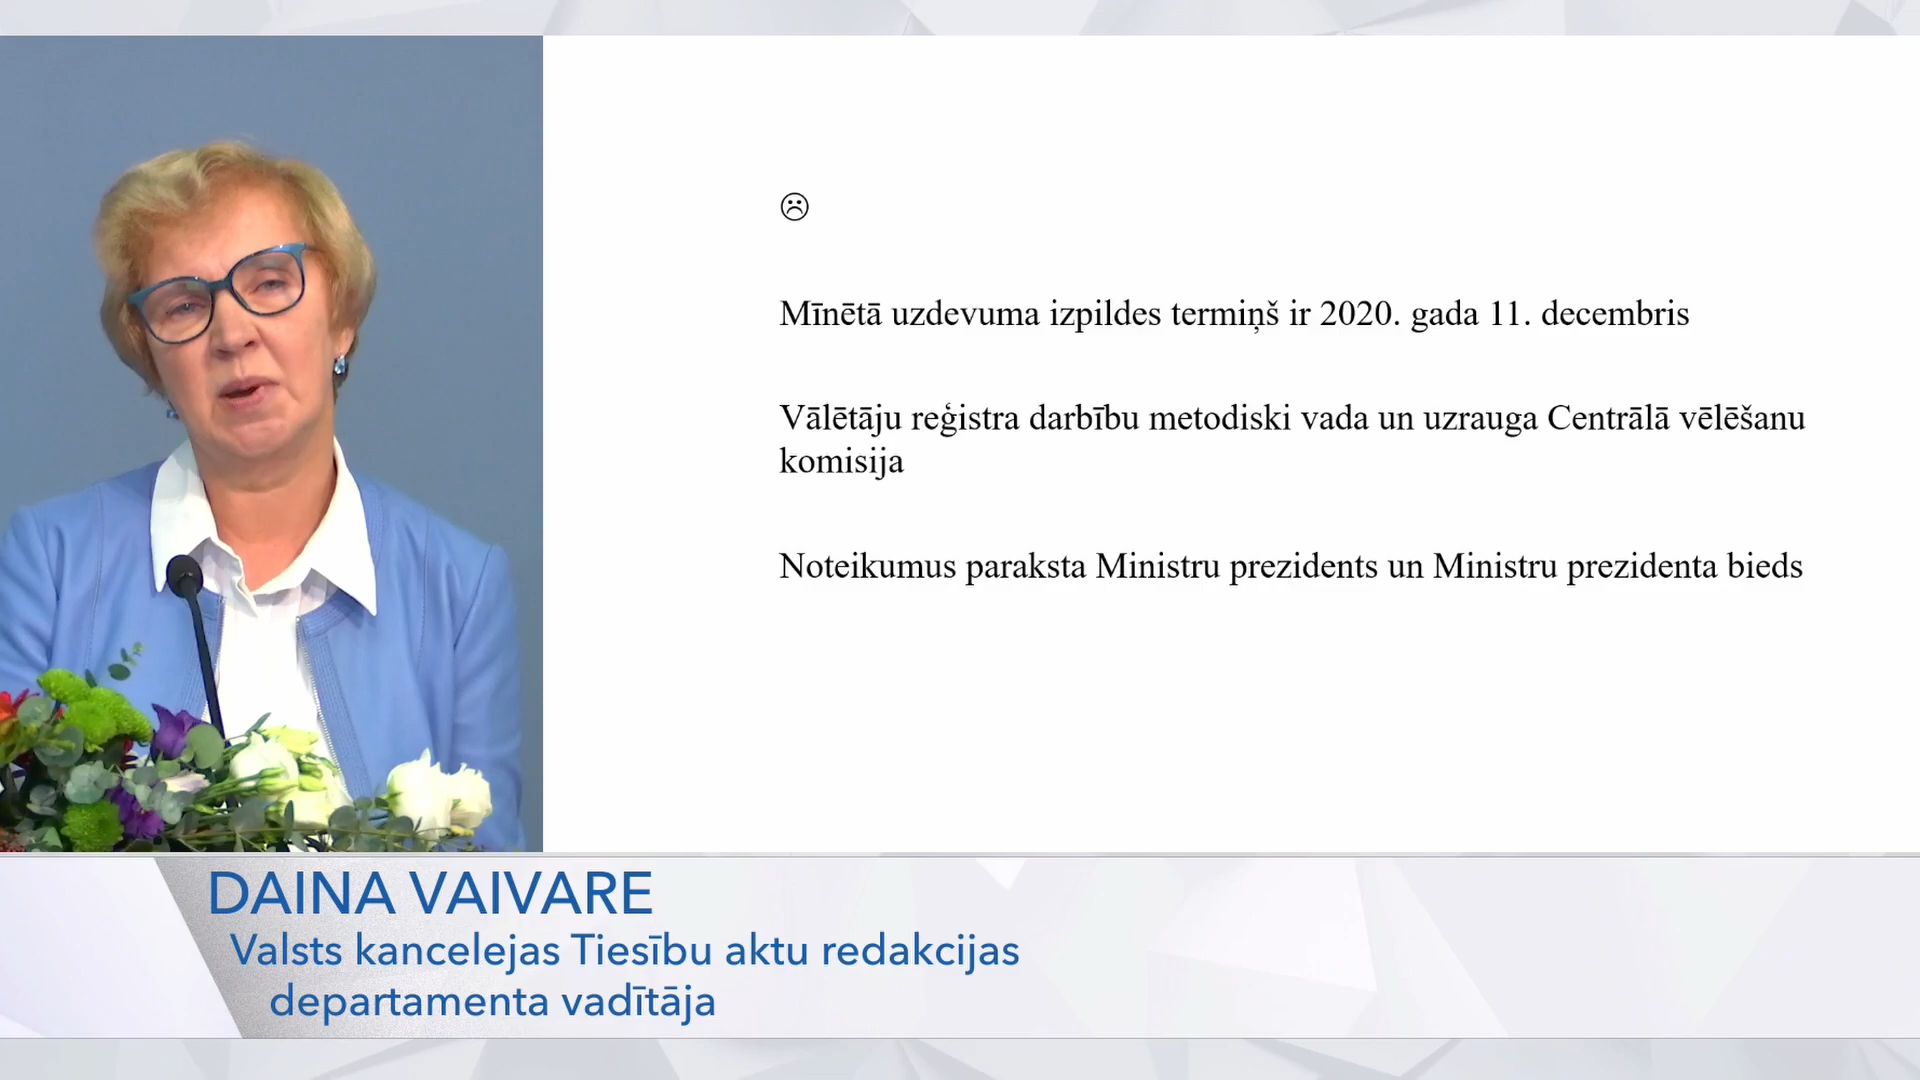 ☹
Mīnētā uzdevuma izpildes termiņš ir 2020. gada 11. decembris
Vālētāju reģistra darbību metodiski vada un uzrauga Centrālā vēlēšanu
komisija
Noteikumus paraksta Ministru prezidents un Ministru prezidenta bieds
DAINA VAIVARE
Valsts kancelejas Tiesību aktu redakcijas
departamenta vadītāja